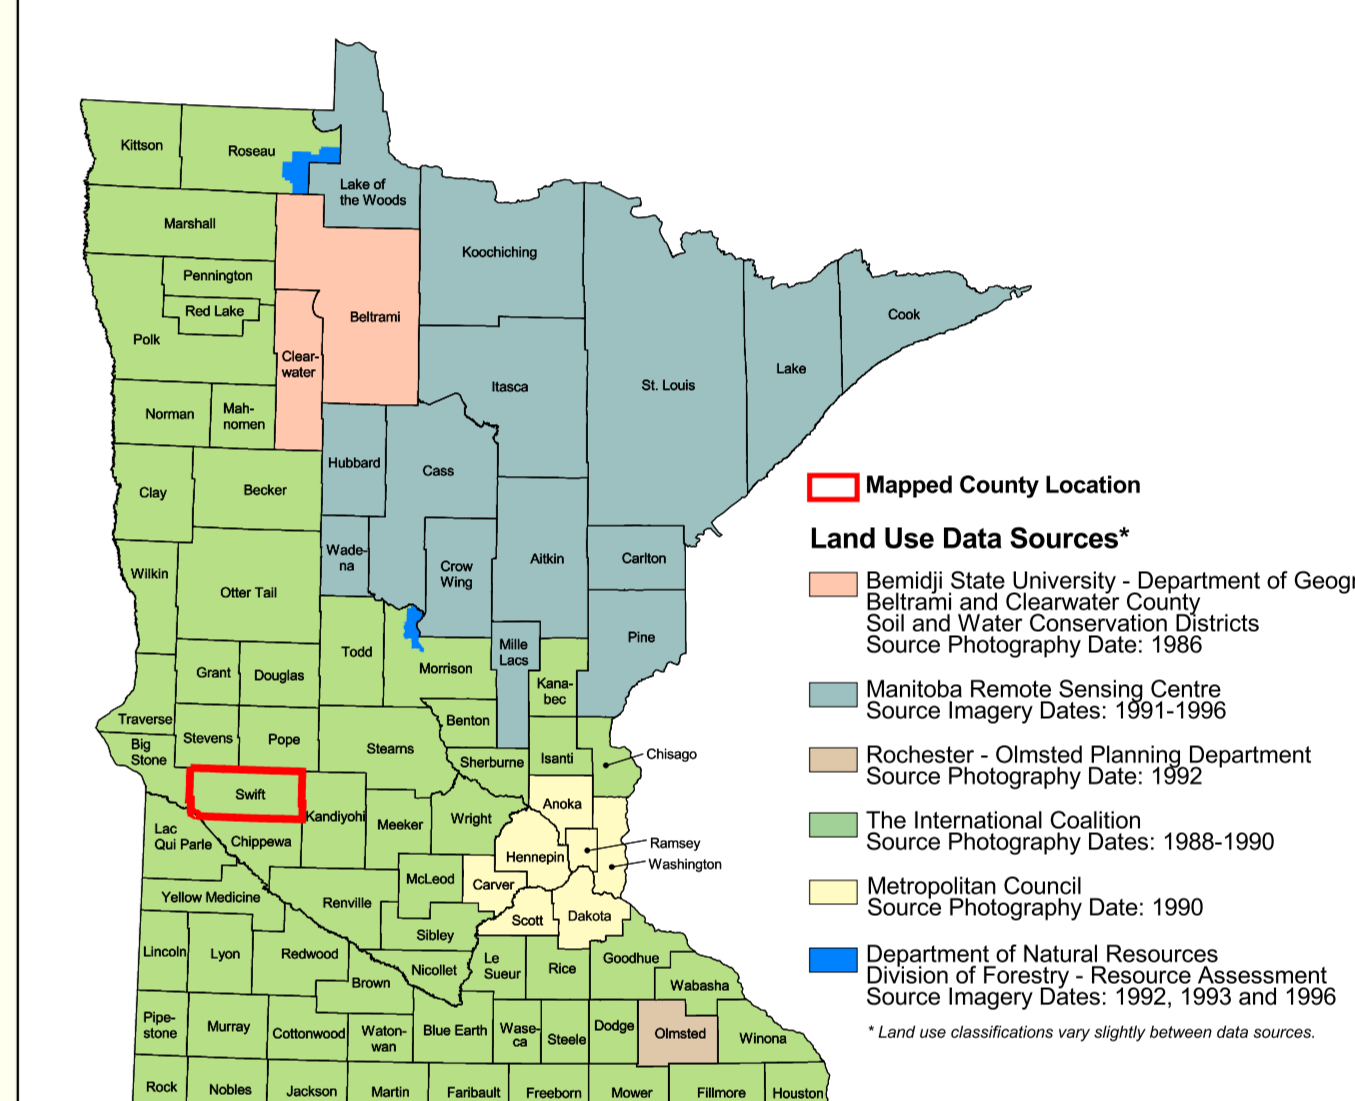 Kittson
Roseau
Lake of
the Woods
Marshall
Koochiching
Pennington
Red Lake
Beltrami
Cook
Polk
Clear-
water
Lake
Itasca
St. Louis
Norman
Mah-
nomen
Hubbard
Cass
Clay
Becker
Wilkin
Otter Tail
Wade-
na
Crow
Wing
Aitkin
Carlton
Todd
Mille
Lacs
Pine
Grant
Douglas
Morrison
Kana-
bec
Traverse
Benton
Big
Stone
Stevens
Pope
Stearns
Sherburne
Isanti
Chisago
Swift
Kandiyohi
Meeker
Wright
Anoka
Lac
Qui Parle
Chippewa
Hennepin
Ramsey
Washington
McLeod
Carver
Yellow Medicine
Renville
Scott
Dakota
Sibley
Lincoln
Lyon
Redwood
Nicollet
Le
Sueur
Rice
Goodhue
Brown
Wabasha
Pipe-
stone
Murray
Cottonwood
Waton-
wan
Blue Earth
Wase-
ca
Steele
Dodge
Olmsted
Winona
Rock
Nobles
Jackson
Martin
Faribault
Freeborn
Mower
Fillmore
Houston
Mapped County Location
Land Use Data Sources*
Bemidji State University - Department of Geogr
Beltrami and Clearwater County
Soil and Water Conservation Districts
Source Photography Date: 1986
Manitoba Remote Sensing Centre
Source Imagery Dates: 1991-1996
Rochester - Olmsted Planning Department
Source Photography Date: 1992
The International Coalition
Source Photography Dates: 1988-1990
Metropolitan Council
Source Photography Date: 1990
Department of Natural Resources
Division of Forestry - Resource Assessment
Source Imagery Dates: 1992, 1993 and 1996
* Land use classifications vary slightly between data sources.